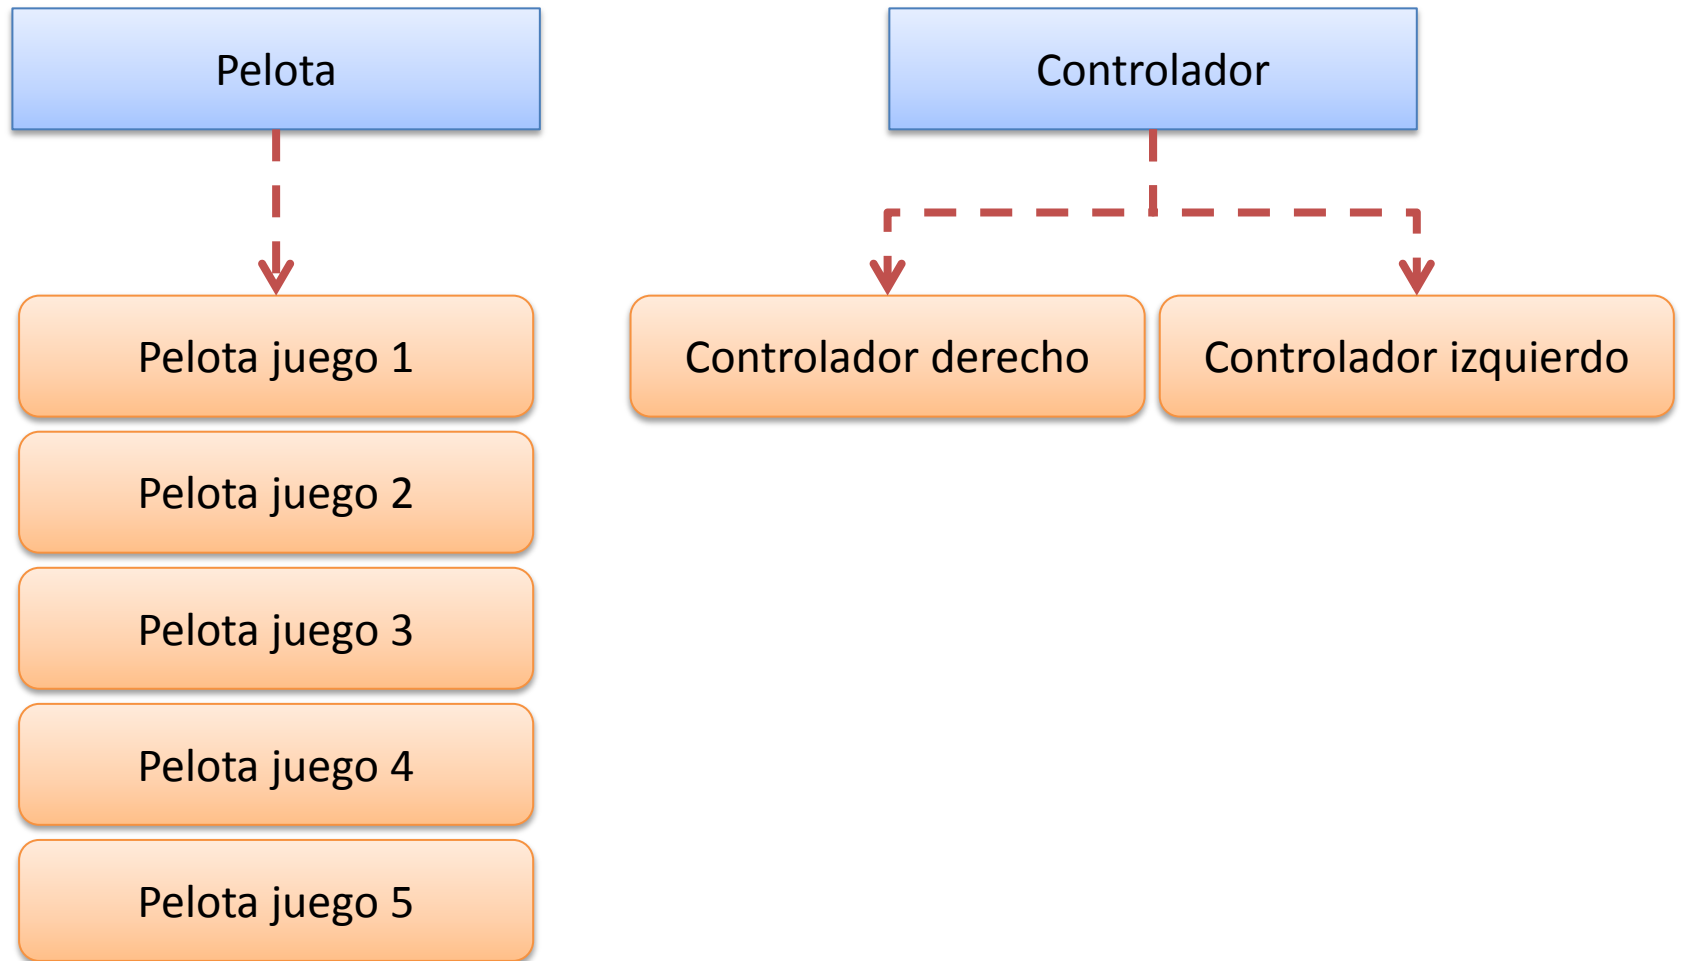 Pelota
Controlador
Pelota juego 1
Controlador derecho
Controlador izquierdo
Pelota juego 2
Pelota juego 3
Pelota juego 4
Pelota juego 5